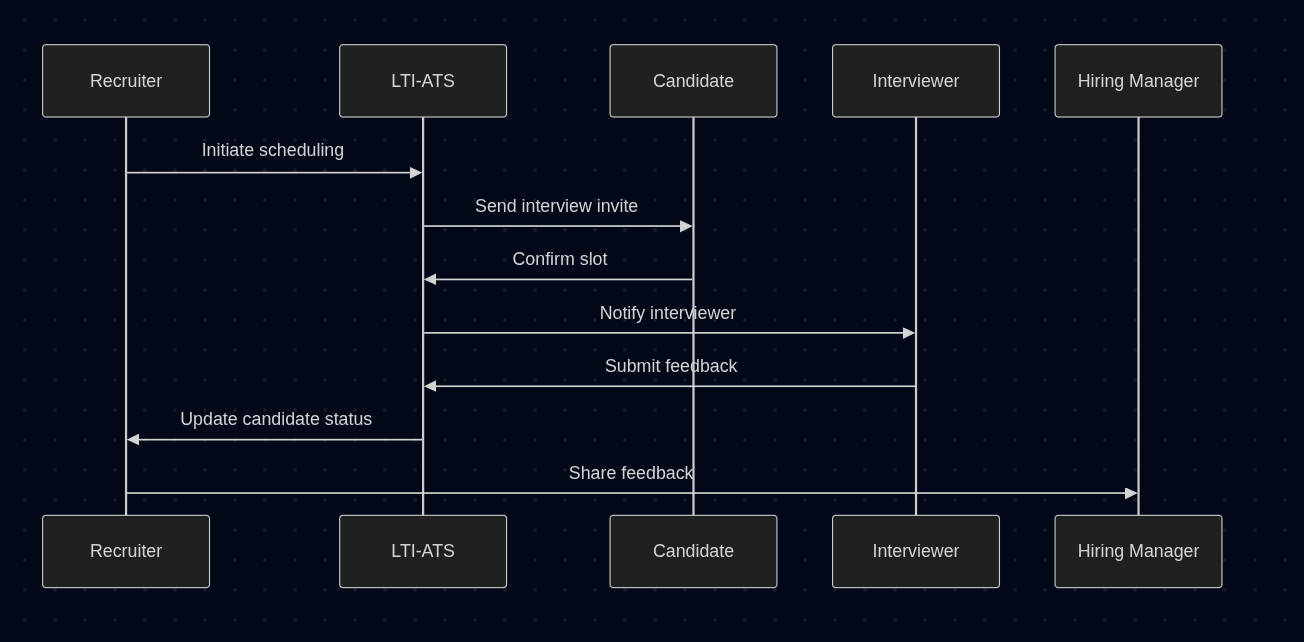 Recruiter
LTI-ATS
Candidate
Interviewer
Hiring Manager
Initiate scheduling
Send interview invite
Confirm slot
Notify interviewer
Submit feedback
Update candidate status
Share feedback
Recruiter
LTI-ATS
Candidate
Interviewer
Hiring Manager